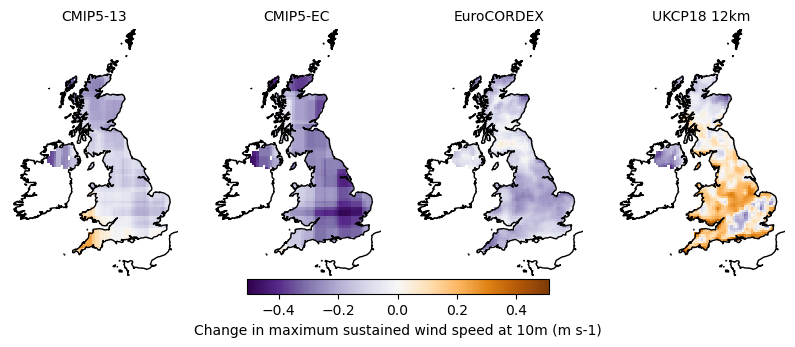 CMIP5-13 CMIP5-EC EuroCORDEX UKCP18 12km
−0.4 −0.2 0.0 0.2 0.4
Change in maximum sustained wind speed at 10m (m s-1)